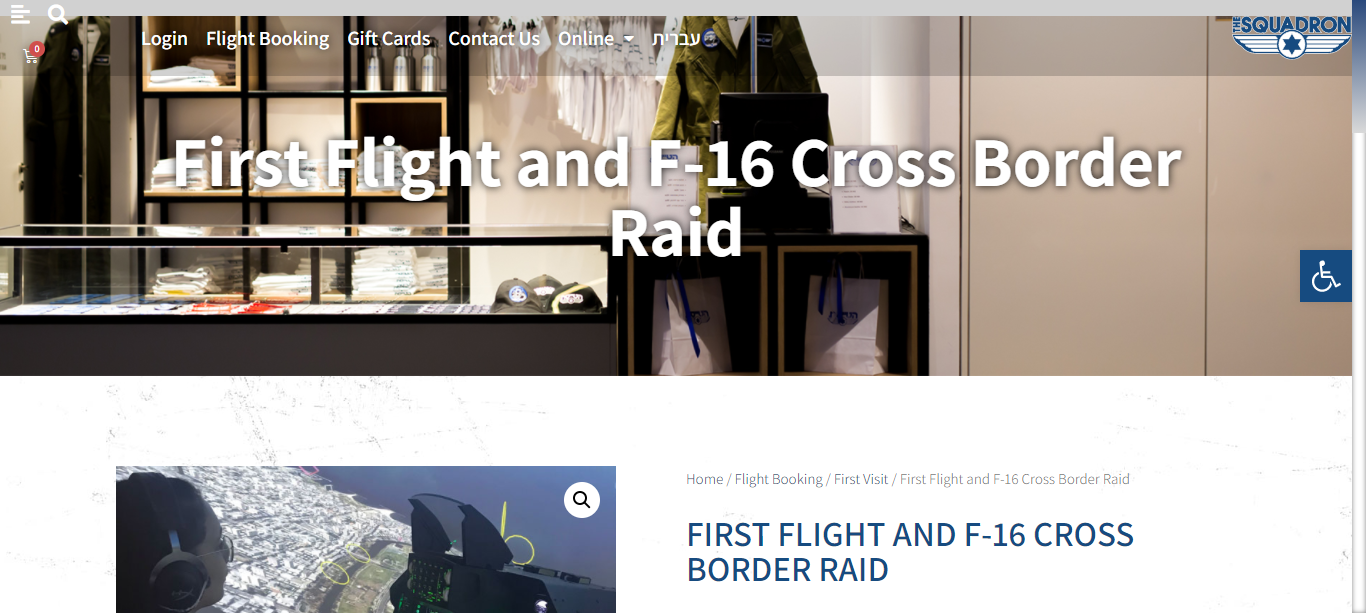 Login Flight Booking Gift Cards Contact Us Online עברית
0
THE SQUADRON
First Flight and F-16 Cross Border
Raid
Home / Flight Booking / First Visit / First Flight and F-16 Cross Border Raid
FIRST FLIGHT AND F-16 CROSS
BORDER RAID